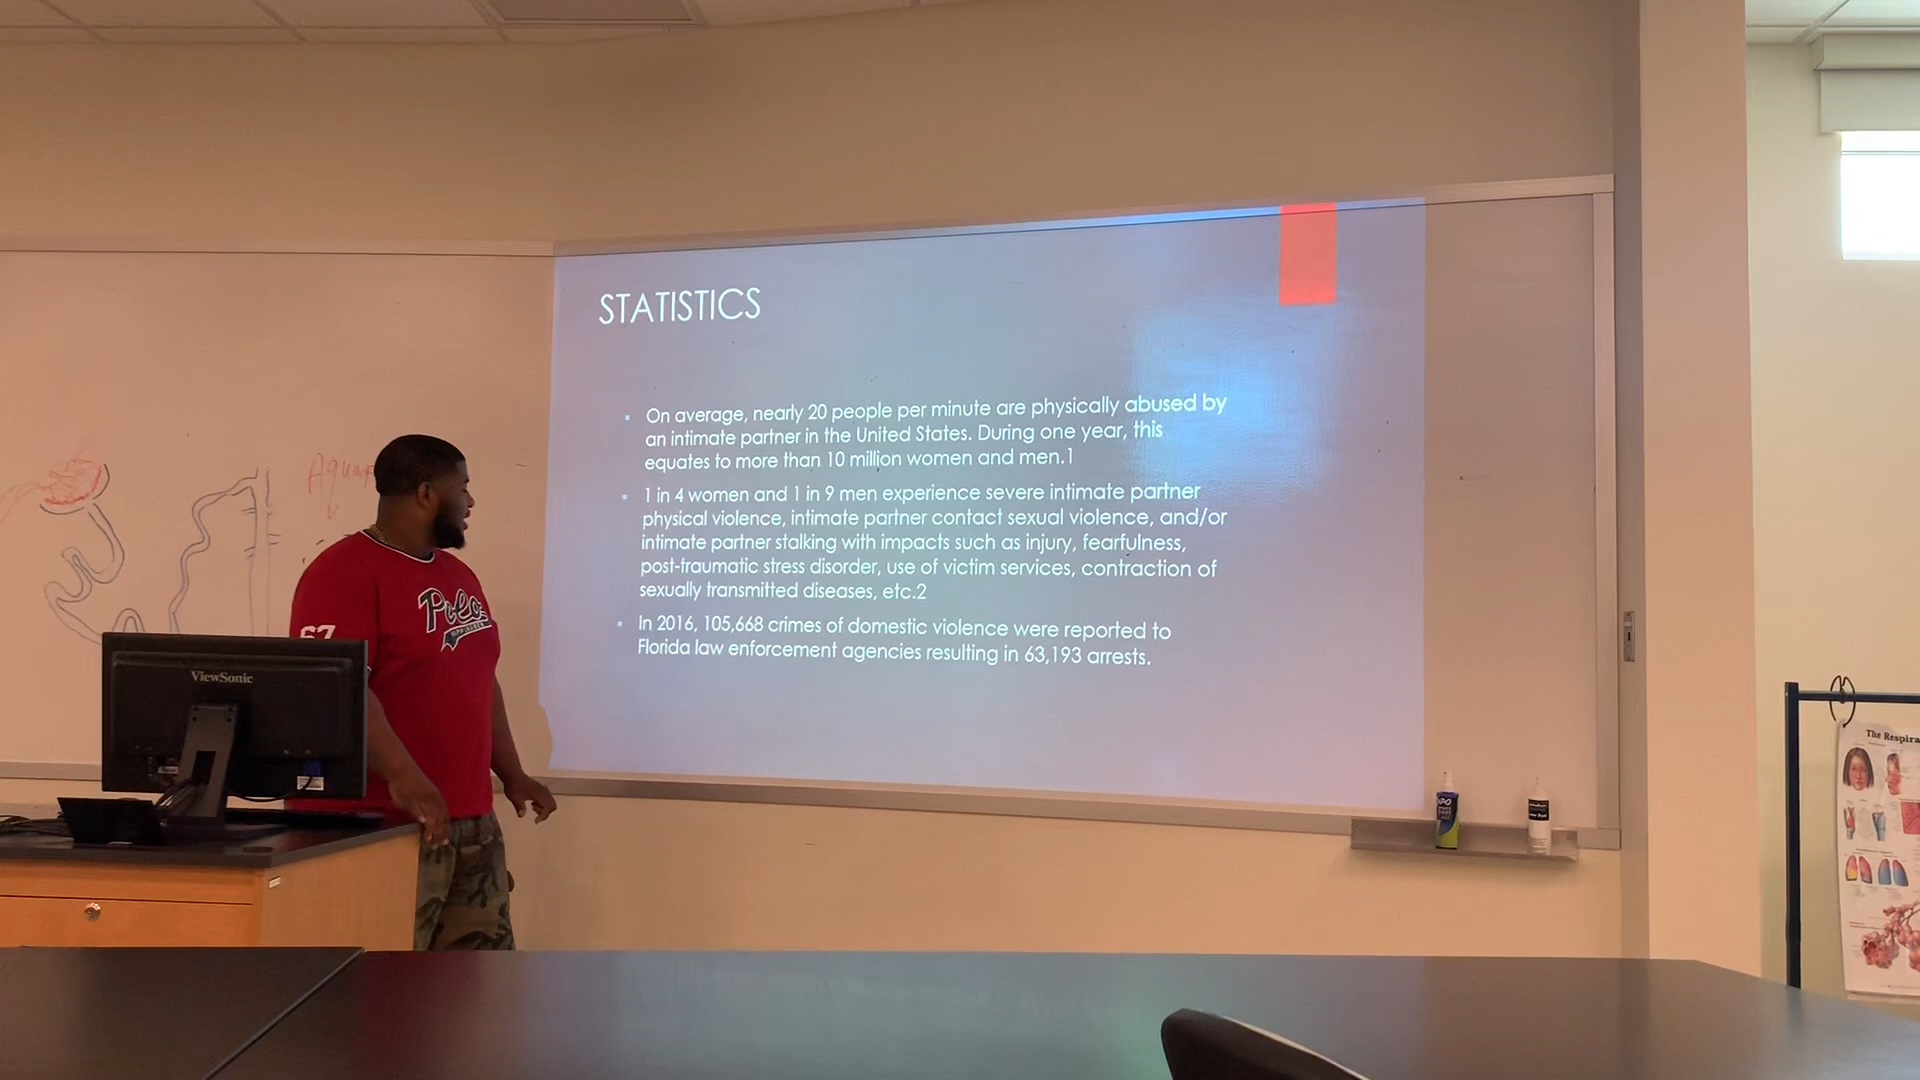 STATISTICS
On average, nearly 20 people per minute are physically abused by
an intimate partner in the United States. During one year, this
equates to more than 10 million women and men.1
1 in 4 women and 1 in 9 men experience severe intimate partner
physical violence, intimate partner contact sexual violence, and/or
intimate partner stalking with impacts such as injury, fearfulness,
post-traumatic stress disorder, use of victim services, contraction of
sexually transmitted diseases, etc.2
In 2016, 105,668 crimes of domestic violence were reported to
Florida law enforcement agencies resulting in 63,193 arrests.
Polo
67
ViewSonic
EXPO
The Respira